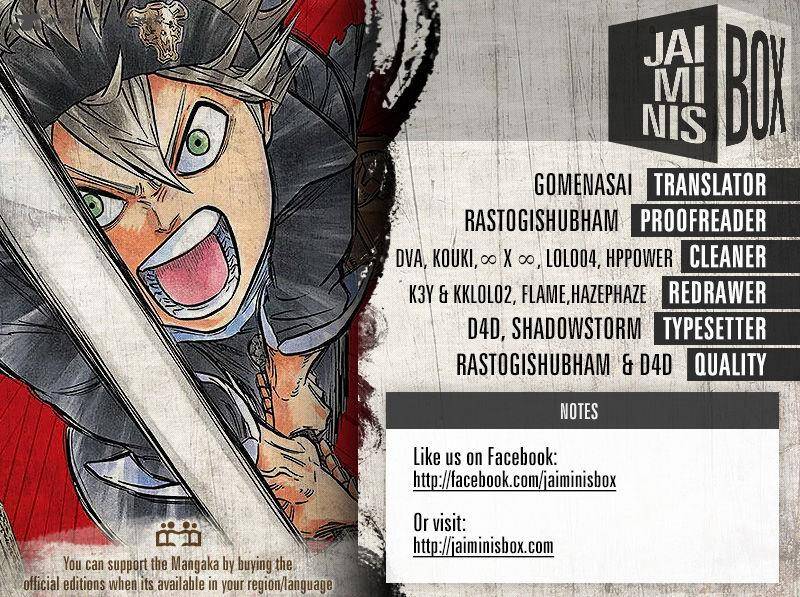 JAI
MI
NIS
BOX
GOMENASAI TRANSLATOR
RASTOGISHUBHAM PROOFREADER
DVA, KOUKI,∞ X ∞, LOLO04, HPPOWER CLEANER
K3Y & KKLOL02, FLAME,HAZEPHAZE REDRAWER
D4D, SHADOWSTORM TYPESETTER
RASTOGISHUBHAM & D4D QUALITY
NOTES
Like us on Facebook:
http://facebook.com/jaiminisbox
Or visit:
http://jaiminisbox.com
You can support the Mangaka by buying the
official editions when its available in your region/language